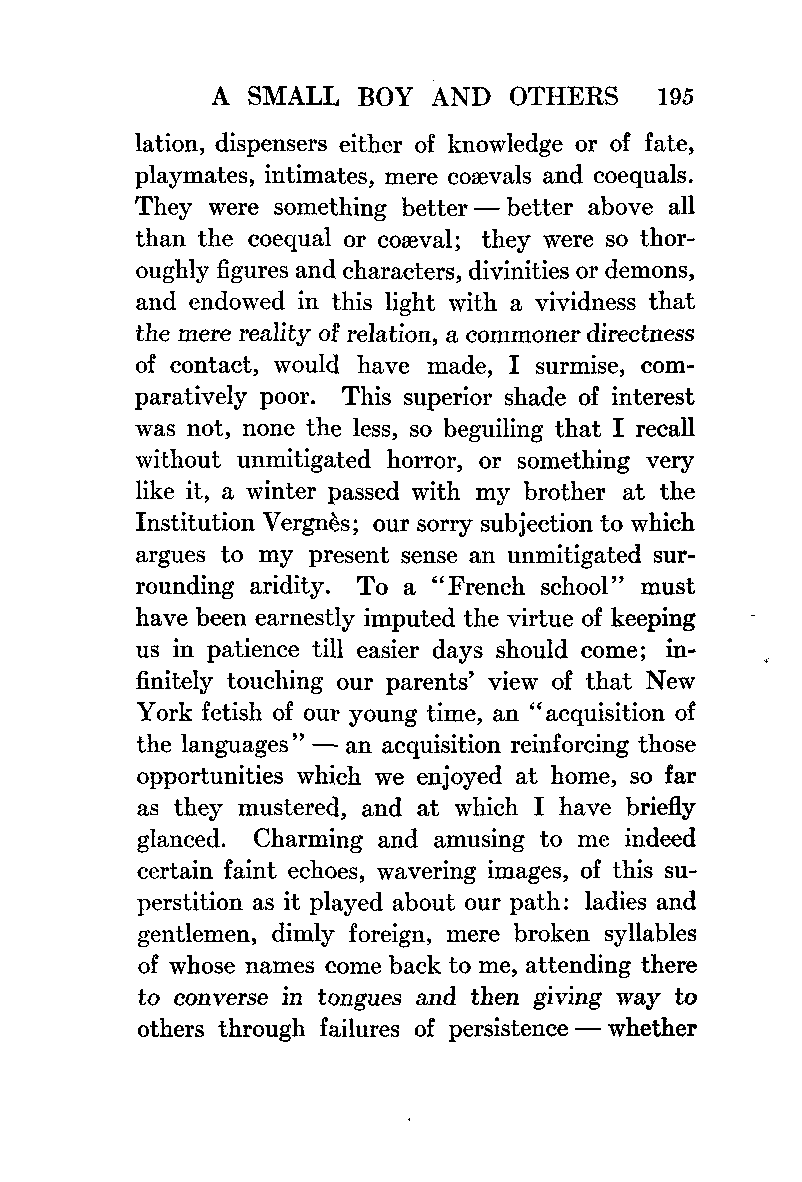 A SMALL BOY AND OTHERS 195
lation, dispensers either of knowledge or of fate,
playmates, intimates, mere coævals and coequals.
They were something better — better above all
than the coequal or coæval; they were so thor-
oughly figures and characters, divinities or demons,
and endowed in this light with a vividness that
the mere reality of relation, a commoner directness
of contact, would have made, I surmise, com-
paratively poor. This superior shade of interest
was not, none the less, so beguiling that I recall
without unmitigated horror, or something very
like it, a winter passed with my brother at the
Institution Vergnès; our sorry subjection to which
argues to my present sense an unmitigated sur-
rounding aridity. To a “French school” must
have been earnestly imputed the virtue of keeping
us in patience till easier days should come; in-
finitely touching our parents’ view of that New
York fetish of our young time, an “acquisition of
the languages” — an acquisition reinforcing those
opportunities which we enjoyed at home, so far
as they mustered, and at which I have briefly
glanced. Charming and amusing to me indeed
certain faint echoes, wavering images, of this su-
perstition as it played about our path: ladies and
gentlemen, dimly foreign, mere broken syllables
of whose names come back to me, attending there
to converse in tongues and then giving way to
others through failures of persistence — whether